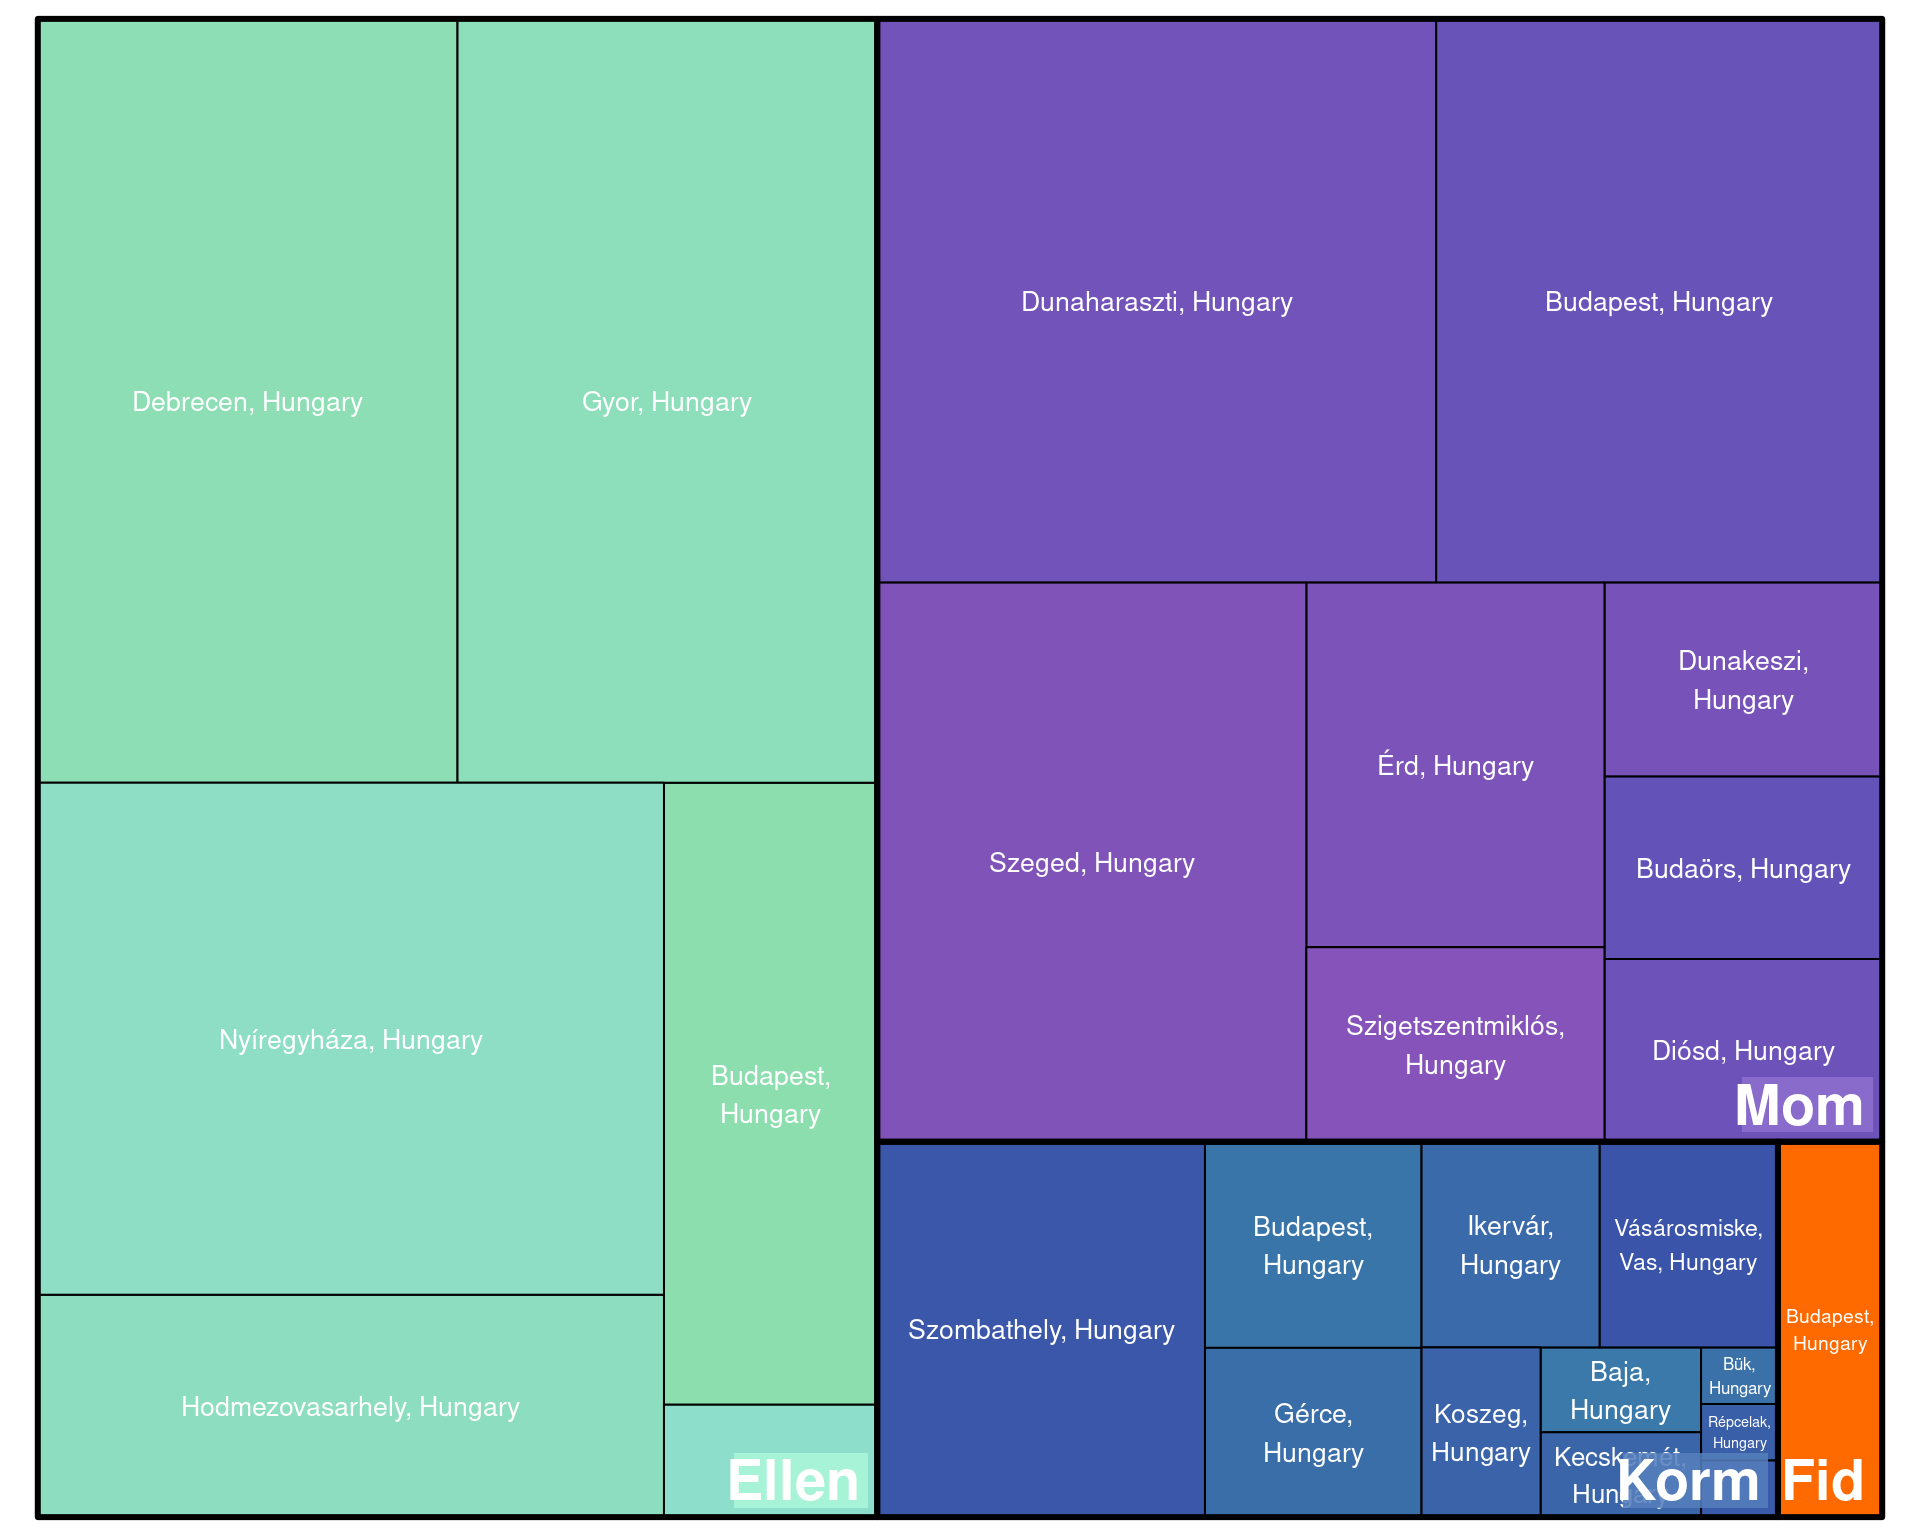 Debrecen, Hungary
Gyor, Hungary
Nyíregyháza, Hungary
Budapest,
Hungary
Hodmezovasarhely, Hungary
Ellen
Dunaharaszti, Hungary
Budapest, Hungary
Szeged, Hungary
Érd, Hungary
Dunakeszi,
Hungary
Budaörs, Hungary
Szigetszentmiklós,
Hungary
Diósd, Hungary
Mom
Szombathely, Hungary
Budapest,
Hungary
Ikervár,
Hungary
Vásárosmiske,
Vas, Hungary
Gérce,
Hungary
Koszeg,
Hungary
Baja,
Hungary
Bük,
Hungary
Répcelak,
Hungary
Kecskemét,
Hungary
Korm
Budapest,
Hungary
Fid